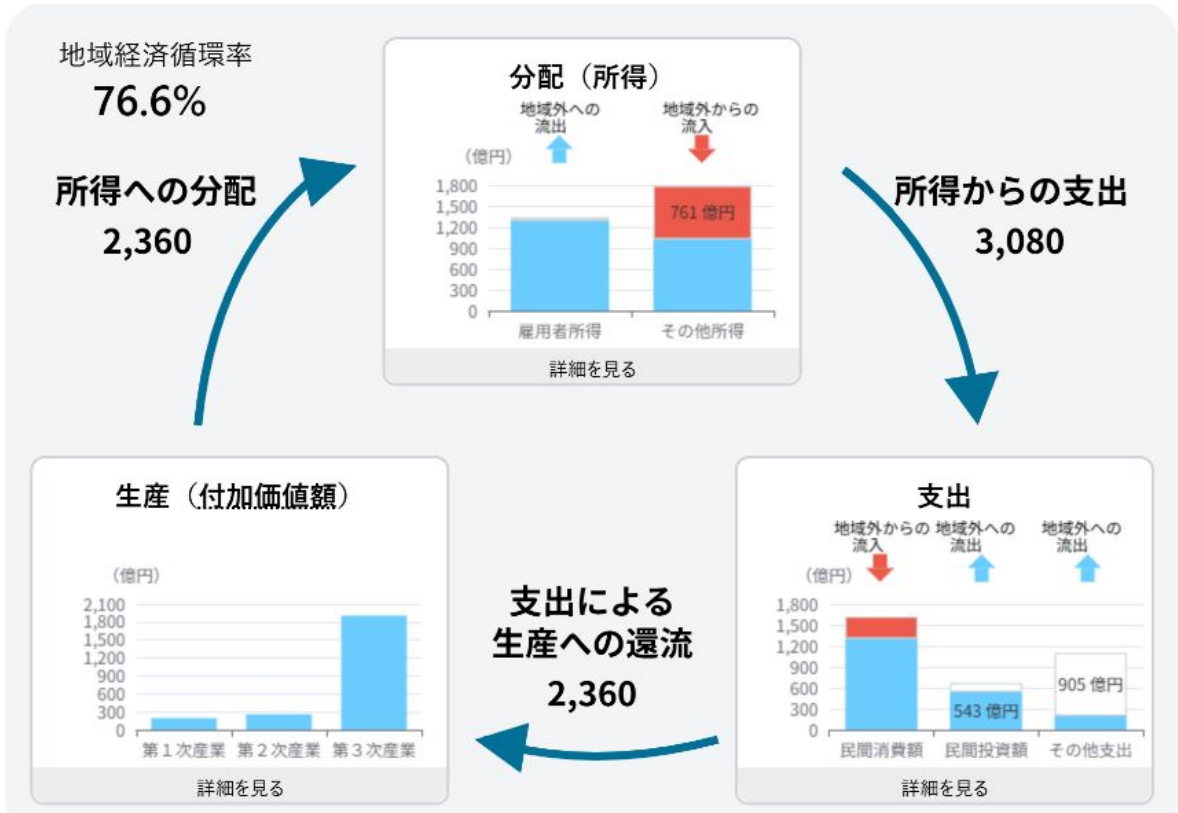 地域経済循環率
76.6%
所得への分配
2,360
分配（所得）
地域外への
流出
地域外からの
流入
（億円）
1,800
1,500
1,200
900
600
300
0
761 億円
雇用者所得
その他所得
詳細を見る
所得からの支出
3,080
生産（付加価値額）
（億円）
2,100
1,800
1,500
1,200
900
600
300
0
第１次産業
第２次産業
第３次産業
詳細を見る
支出による
生産への還流
2,360
支出
地域外からの
流入
地域外への
流出
地域外への
流出
（億円）
1,800
1,500
1,200
900
600
300
0
543 億円
905 億円
民間消費額
民間投資額
その他支出
詳細を見る